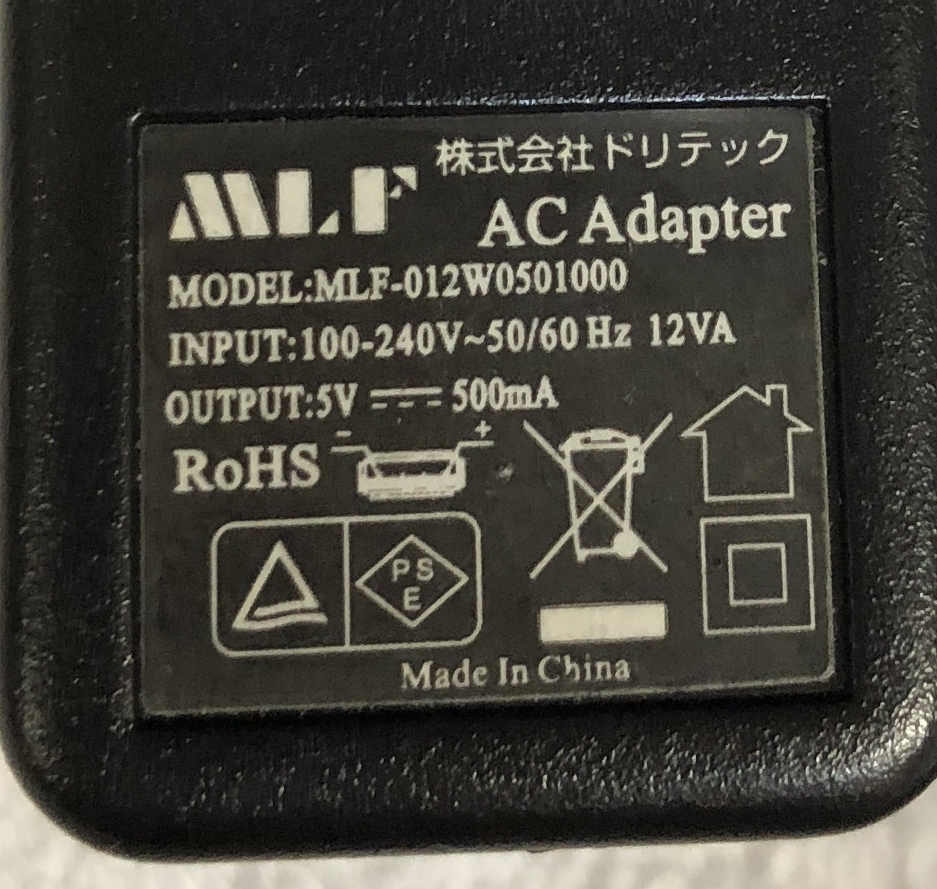 株式会社ドリテック
MLF
AC Adapter
MODEL:MLF-012W0501000
INPUT:100-240V~50/60 Hz 12VA
OUTPUT:5V ⎓ 500mA
RoHS - +
PS
E
Made In China